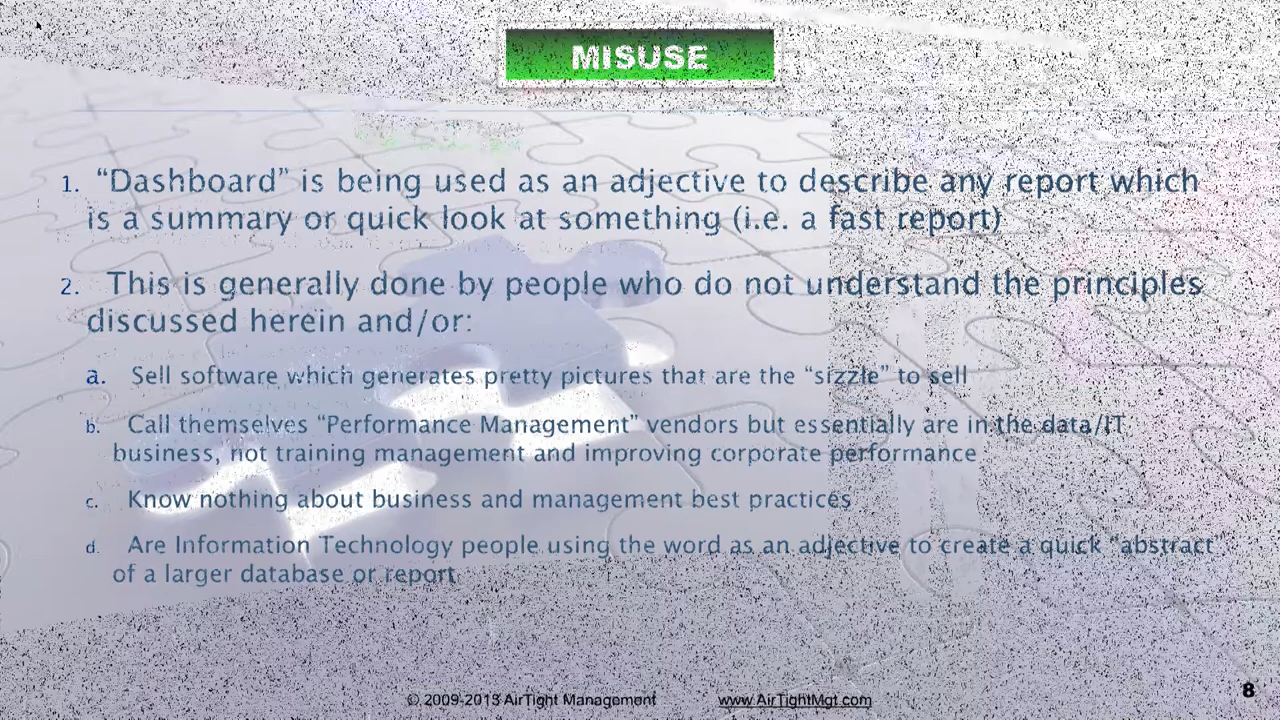 MISUSE
1. “Dashboard” is being used as an adjective to describe any report which
is a summary or quick look at something (i.e. a fast report)
2. This is generally done by people who do not understand the principles
discussed herein and/or:
a. Sell software which generates pretty pictures that are the “sizzle” to sell
b. Call themselves “Performance Management” vendors but essentially are in the data/IT
business, not training management and improving corporate performance
c. Know nothing about business and management best practices
d. Are Information Technology people using the word as an adjective to create a quick “abstract”
of a larger database or report
© 2009-2013 AirTight Management www.AirTightMgt.com
8